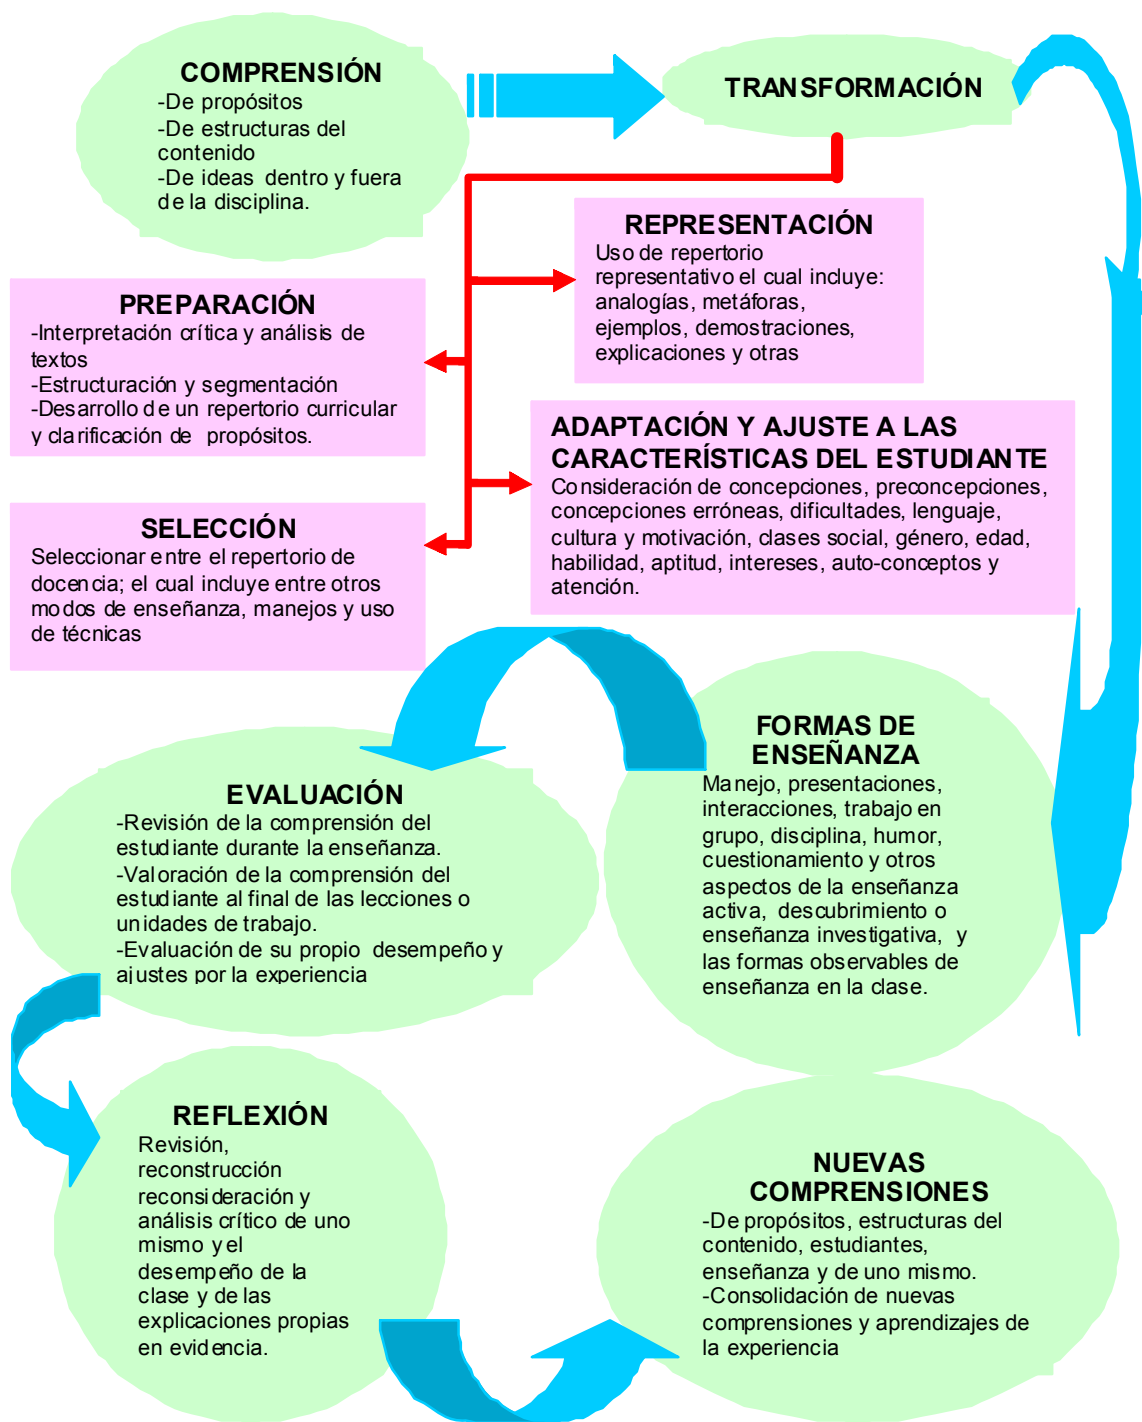 COMPRENSIÓN
-De propósitos
-De estructuras del
contenido
-De ideas dentro y fuera
de la disciplina.
TRANSFORMACIÓN
REPRESENTACIÓN
Uso de repertorio
representativo el cual incluye:
analogías, metáforas,
ejemplos, demostraciones,
explicaciones y otras
PREPARACIÓN
-Interpretación crítica y análisis de
textos
-Estructuración y segmentación
-Desarrollo de un repertorio curricular
y clarificación de propósitos.
ADAPTACIÓN Y AJUSTE A LAS
CARACTERÍSTICAS DEL ESTUDIANTE
Consideración de concepciones, preconcepciones,
concepciones erróneas, dificultades, lenguaje,
cultura y motivación, clases social, género, edad,
habilidad, aptitud, intereses, auto-conceptos y
atención.
SELECCIÓN
Seleccionar entre el repertorio de
docencia; el cual incluye entre otros
modos de enseñanza, manejos y uso
de técnicas
FORMAS DE
ENSEÑANZA
Manejo, presentaciones,
interacciones, trabajo en
grupo, disciplina, humor,
cuestionamiento y otros
aspectos de la enseñanza
activa, descubrimiento o
enseñanza investigativa, y
las formas observables de
enseñanza en la clase.
EVALUACIÓN
-Revisión de la comprensión del
estudiante durante la enseñanza.
-Valoración de la comprensión del
estudiante al final de las lecciones o
unidades de trabajo.
-Evaluación de su propio desempeño y
ajustes por la experiencia
REFLEXIÓN
Revisión,
reconstrucción
reconsideración y
análisis crítico de uno
mismo y el
desempeño de la
clase y de las
explicaciones propias
en evidencia.
NUEVAS
COMPRENSIONES
-De propósitos, estructuras del
contenido, estudiantes,
enseñanza y de uno mismo.
-Consolidación de nuevas
comprensiones y aprendizajes de
la experiencia